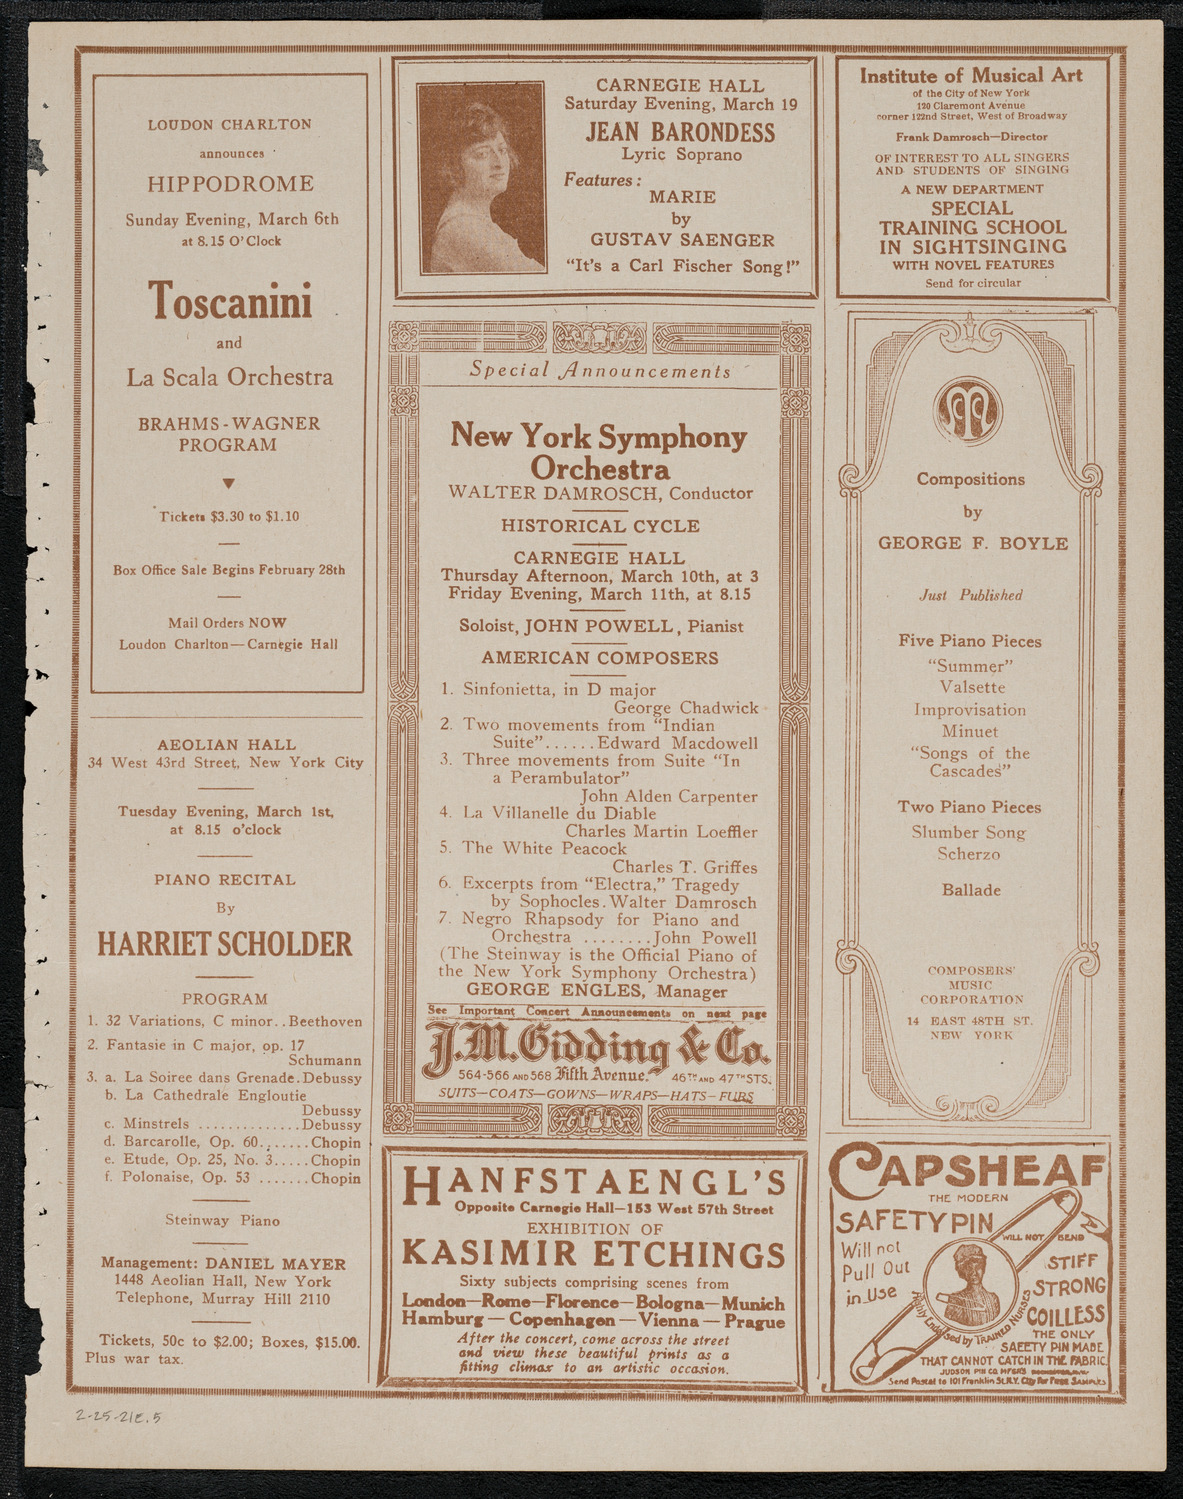 LOUDON CHARLTON
announces
HIPPODROME
Sunday Evening, March 6th
at 8.15 O'Clock
Toscanini
and
La Scala Orchestra
BRAHMS-WAGNER
PROGRAM
Tickets $3.30 to $1.10
Box Office Sale Begins February 28th
Mail Orders NOW
Loudon Charlton—Carnegie Hall
AEOLIAN HALL
34 West 43rd Street, New York City
Tuesday Evening, March 1st,
at 8.15 o'clock
PIANO RECITAL
By
HARRIET SCHOLDER
PROGRAM
1. 32 Variations, C minor..Beethoven
2. Fantasie in C major, op. 17
Schumann
3. a. La Soiree dans Grenade.Debussy
b. La Cathedrale Engloutie
Debussy
c. Minstrels .............Debussy
d. Barcarolle, Op. 60.......Chopin
e. Etude, Op. 25, No. 3.....Chopin
f. Polonaise, Op. 53 .......Chopin
Steinway Piano
Management: DANIEL MAYER
1448 Aeolian Hall, New York
Telephone, Murray Hill 2110
Tickets, 50c to $2.00; Boxes, $15.00.
Plus war tax.
CARNEGIE HALL
Saturday Evening, March 19
JEAN BARONDESS
Lyric Soprano
Features:
MARIE
by
GUSTAV SAENGER
"It's a Carl Fischer Song!"
Special Announcements
New York Symphony
Orchestra
WALTER DAMROSCH, Conductor
HISTORICAL CYCLE
CARNEGIE HALL
Thursday Afternoon, March 10th, at 3
Friday Evening, March 11th, at 8.15
Soloist, JOHN POWELL, Pianist
AMERICAN COMPOSERS
1. Sinfonietta, in D major
George Chadwick
2. Two movements from "Indian
Suite"......Edward Macdowell
3. Three movements from Suite "In
a Perambulator"
John Alden Carpenter
4. La Villanelle du Diable
Charles Martin Loeffler
5. The White Peacock
Charles T. Griffes
6. Excerpts from "Electra," Tragedy
by Sophocles.Walter Damrosch
7. Negro Rhapsody for Piano and
Orchestra ........John Powell
(The Steinway is the Official Piano of
the New York Symphony Orchestra)
GEORGE ENGLES, Manager
See Important Concert Announcements on next page
J.M. Gidding & Co.
564-566 AND 568 Fifth Avenue. 46TH AND 47TH STS.
SUITS—COATS—GOWNS—WRAPS—HATS—FURS
HANFSTAENGL'S
Opposite Carnegie Hall—153 West 57th Street
EXHIBITION OF
KASIMIR ETCHINGS
Sixty subjects comprising scenes from
London—Rome—Florence—Bologna—Munich
Hamburg—Copenhagen—Vienna—Prague
After the concert, come across the street
and view these beautiful prints as a
fitting climax to an artistic occasion.
Institute of Musical Art
of the City of New York
120 Claremont Avenue
corner 122nd Street, West of Broadway
Frank Damrosch—Director
OF INTEREST TO ALL SINGERS
AND STUDENTS OF SINGING
A NEW DEPARTMENT
SPECIAL
TRAINING SCHOOL
IN SIGHTSINGING
WITH NOVEL FEATURES
Send for circular
Compositions
by
GEORGE F. BOYLE
Just Published
Five Piano Pieces
"Summer"
Valsette
Improvisation
Minuet
"Songs of the
Cascades"
Two Piano Pieces
Slumber Song
Scherzo
Ballade
COMPOSERS'
MUSIC
CORPORATION
14 EAST 48TH ST.
NEW YORK
CAPSHEAF
THE MODERN
SAFETY PIN
WILL NOT BEND
Will not
Pull Out
in Use
STIFF
STRONG
COILLESS
Highly Endorsed by TRAINED NURSES
THE ONLY
SAFETY PIN MADE
THAT CANNOT CATCH IN THE FABRIC
JUDSON PIN CO. MFGRS
Send Postal to 101 Franklin St. N.Y. City For Free SAMPLES
2-25-21E.5